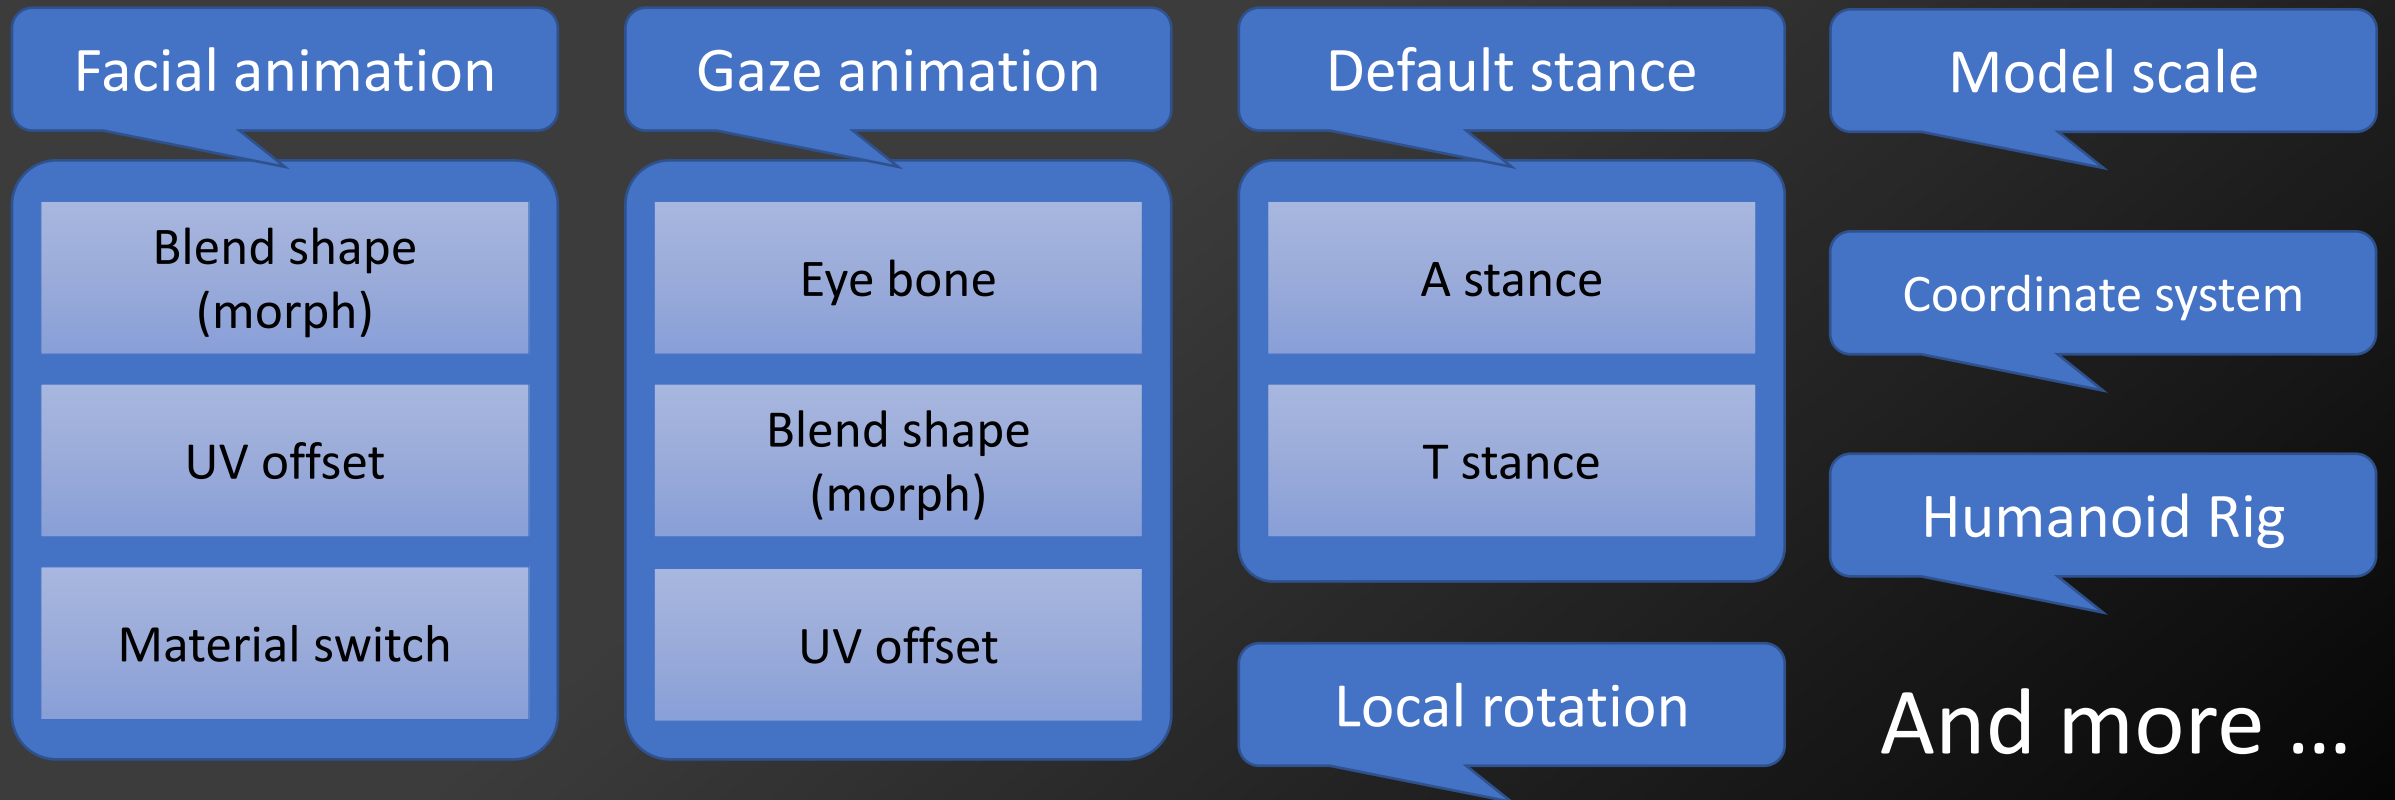 Facial animation
Blend shape
(morph)
UV offset
Material switch
Gaze animation
Eye bone
Blend shape
(morph)
UV offset
Default stance
A stance
T stance
Local rotation
Model scale
Coordinate system
Humanoid Rig
And more ...